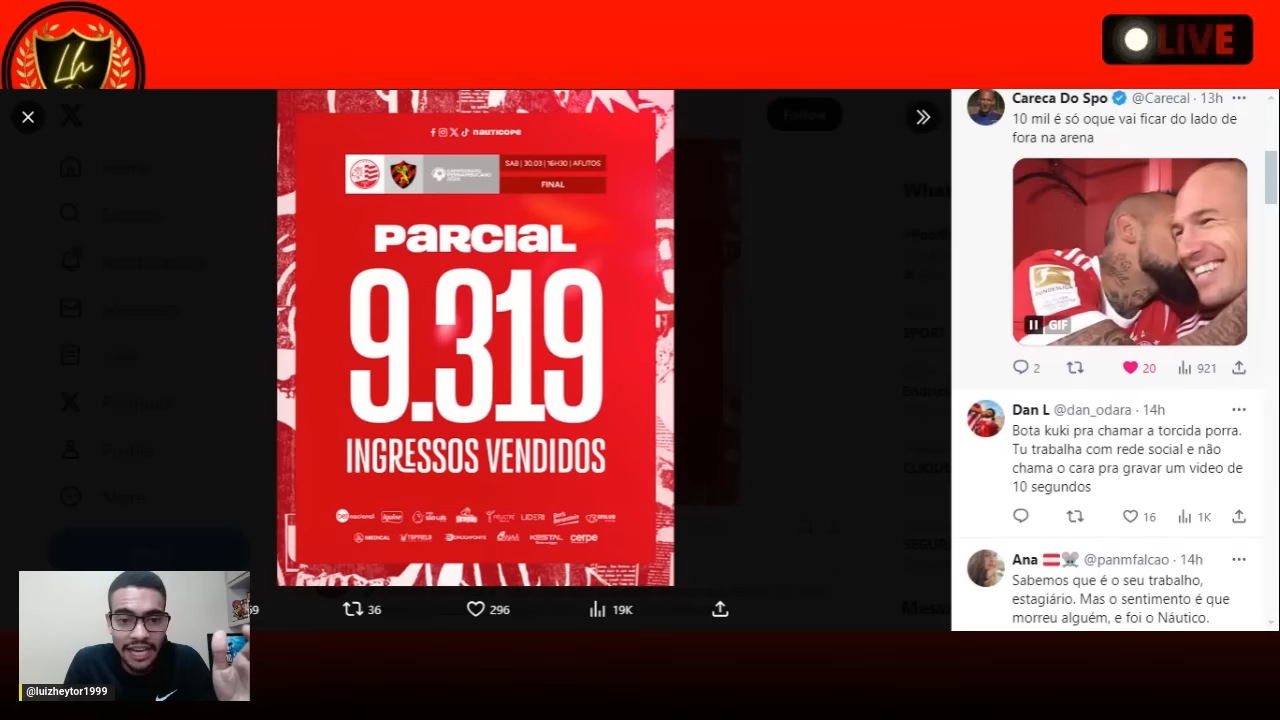 LIVE
Lh
f nauticope
SAB | 30.03 | 16H30 | AFLITOS
FINAL
PARCIAL
9.319
INGRESSOS VENDIDOS
36
296
19K
Careca Do Spo @Carecal · 13h
10 mil é só oque vai ficar do lado de
fora na arena
BUNDESLIGA
GIF
2
20
921
Dan L @dan_odara · 14h
Bota kuki pra chamar a torcida porra.
Tu trabalha com rede social e não
chama o cara pra gravar um video de
10 segundos
16
1K
Ana @panmfalcao · 14h
Sabemos que é o seu trabalho,
estagiário. Mas o sentimento é que
morreu alguém, e foi o Náutico.
@luizheytor1999